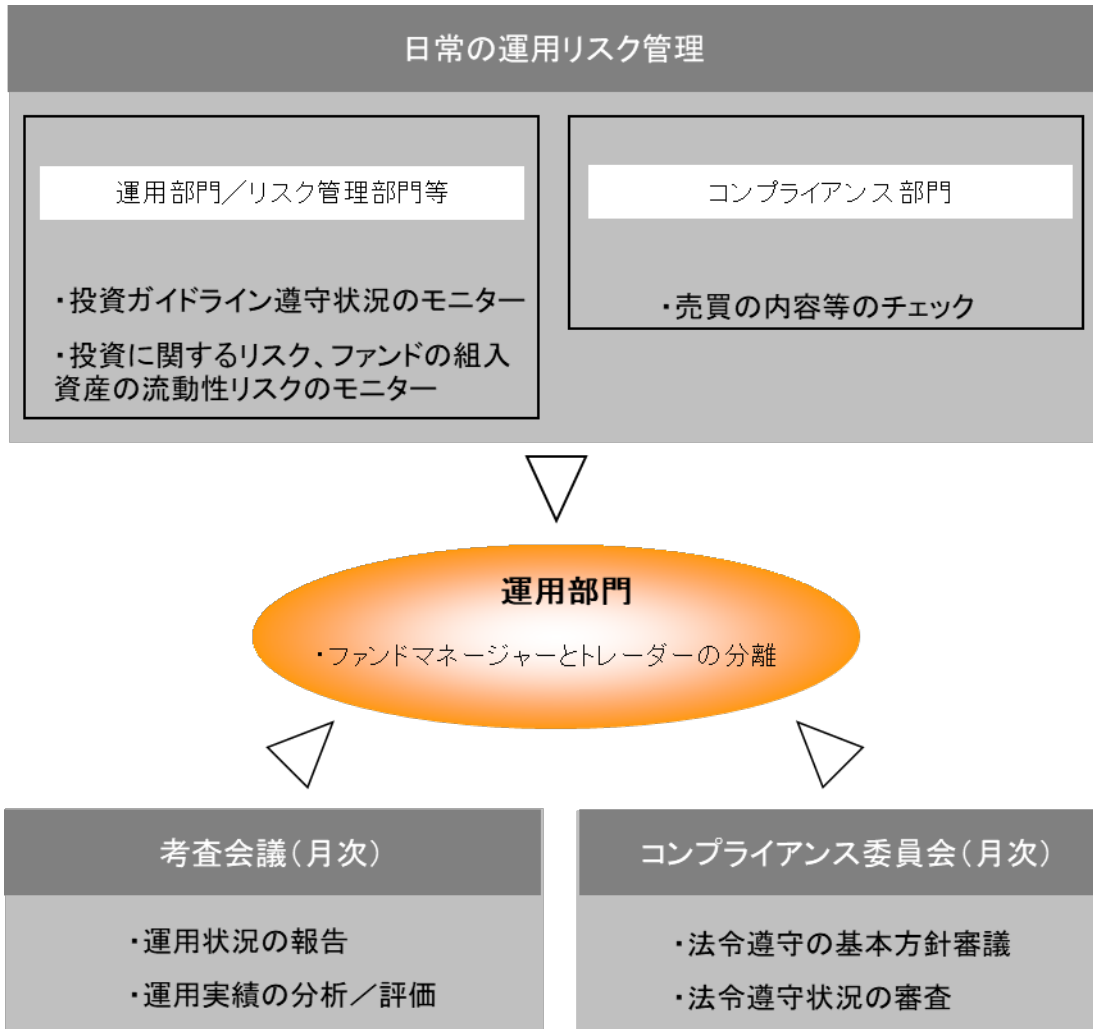 日常の運用リスク管理
運用部門／リスク管理部門等
・投資ガイドライン遵守状況のモニター
・投資に関するリスク、ファンドの組入
資産の流動性リスクのモニター
コンプライアンス部門
・売買の内容等のチェック
運用部門
・ファンドマネージャーとトレーダーの分離
考査会議（月次）
・運用状況の報告
・運用実績の分析／評価
コンプライアンス委員会（月次）
・法令遵守の基本方針審議
・法令遵守状況の審査